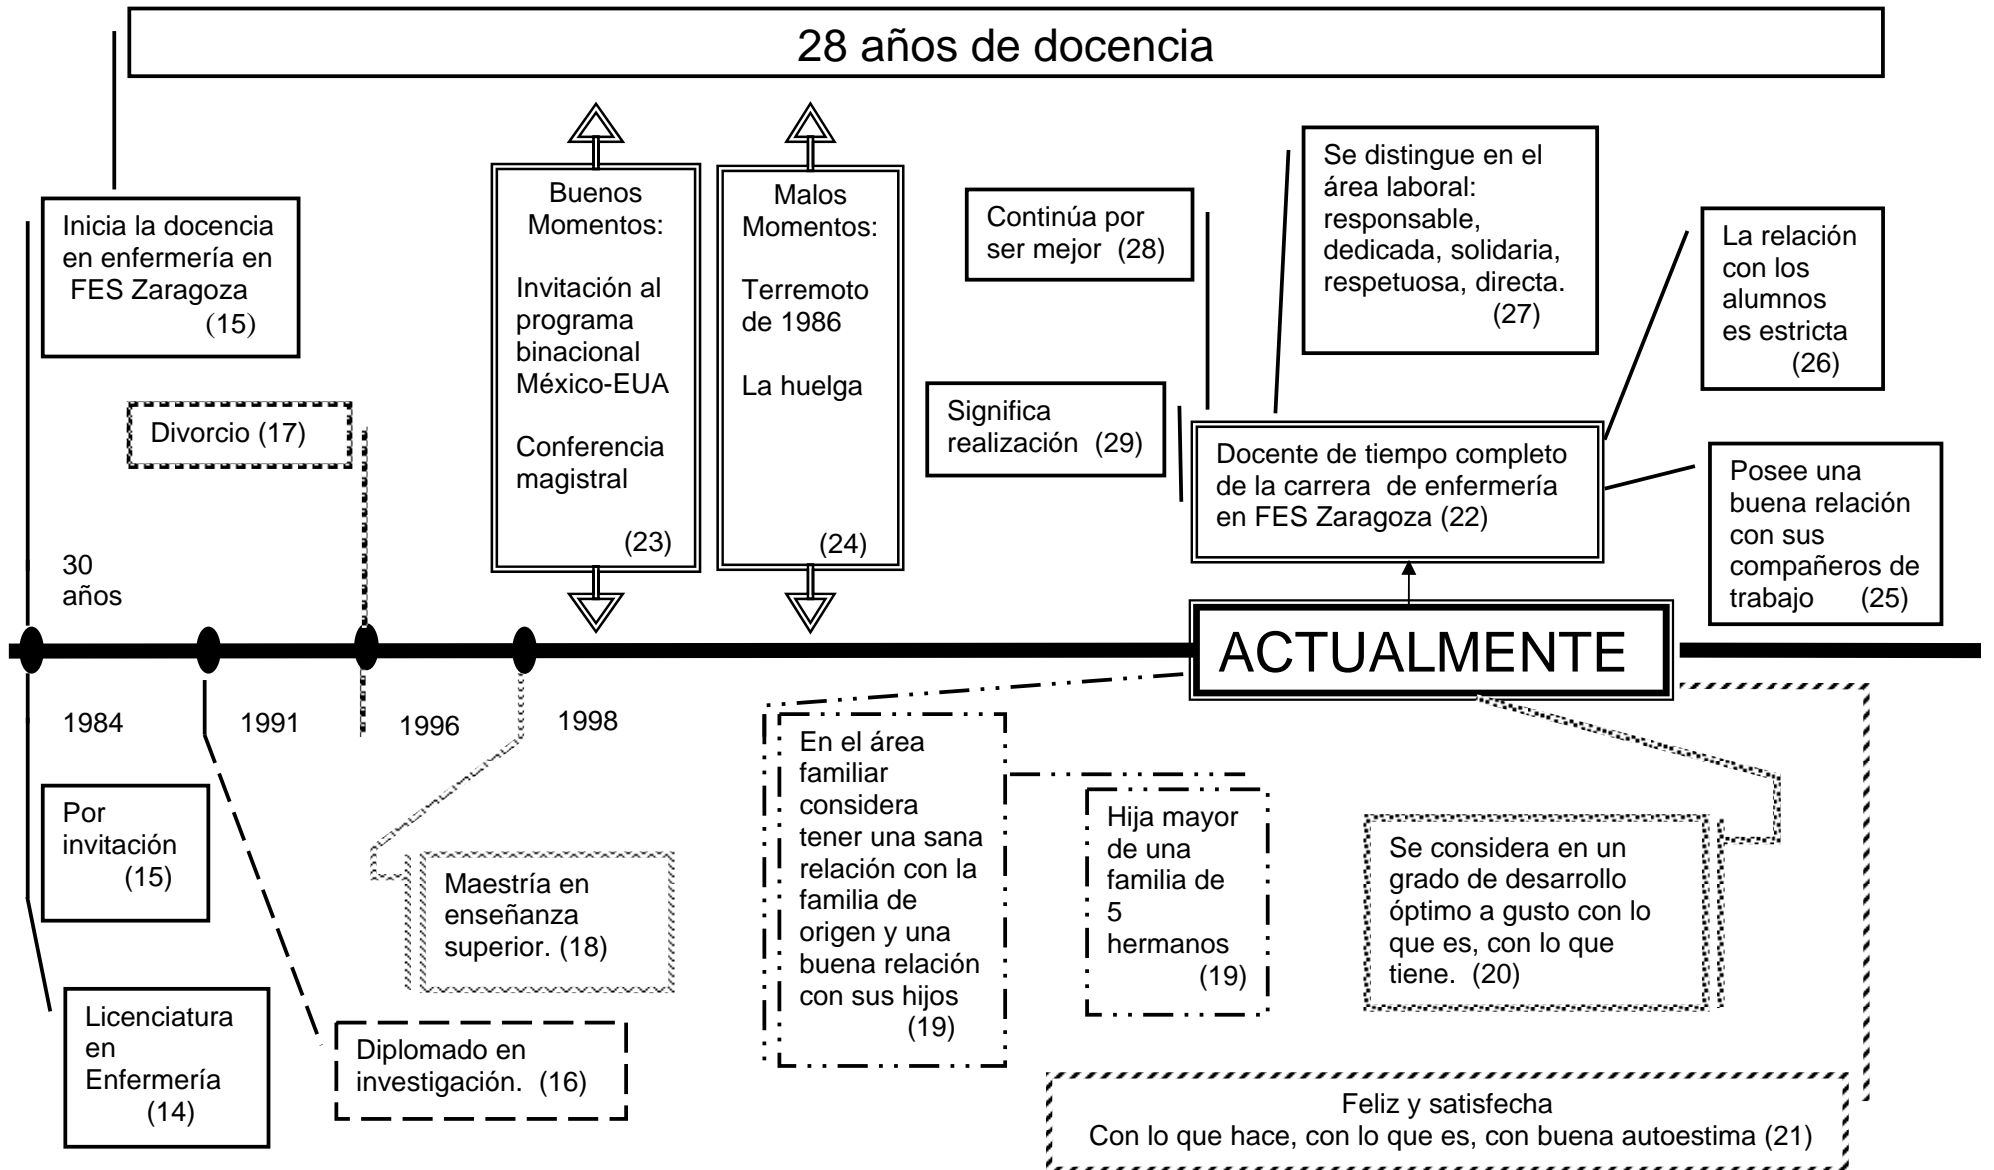 28 años de docencia
Inicia la docencia
en enfermería en
FES Zaragoza
(15)
Buenos
Momentos:
Invitación al
programa
binacional
México-EUA
Conferencia
magistral
(23)
Malos
Momentos:
Terremoto
de 1986
La huelga
(24)
Continúa por
ser mejor (28)
Se distingue en el
área laboral:
responsable,
dedicada, solidaria,
respetuosa, directa.
(27)
La relación
con los
alumnos
es estricta
(26)
Divorcio (17)
Significa
realización (29)
Docente de tiempo completo
de la carrera de enfermería
en FES Zaragoza (22)
Posee una
buena relación
con sus
compañeros de
trabajo (25)
30
años
ACTUALMENTE
1984
1991
1996
1998
Por
invitación
(15)
Licenciatura
en
Enfermería
(14)
Diplomado en
investigación. (16)
Maestría en
enseñanza
superior. (18)
En el área
familiar
considera
tener una sana
relación con la
familia de
origen y una
buena relación
con sus hijos
(19)
Hija mayor
de una
familia de
5
hermanos
(19)
Se considera en un
grado de desarrollo
óptimo a gusto con lo
que es, con lo que
tiene. (20)
Feliz y satisfecha
Con lo que hace, con lo que es, con buena autoestima (21)